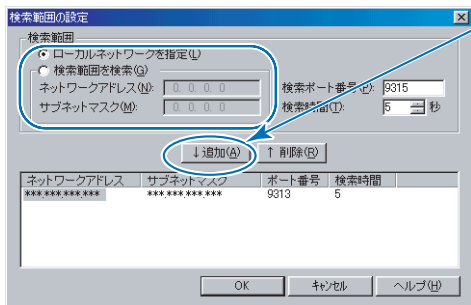 検索範囲の設定
検索範囲
ローカルネットワークを指定(L)
検索範囲を検索(G)
ネットワークアドレス(N): 0. 0. 0. 0 検索ポート番号(P): 9315
サブネットマスク(M): 0. 0. 0. 0 検索時間(T): 5 秒
↓追加(A) ↑削除(R)
ネットワークアドレス サブネットマスク ポート番号 検索時間
***.***.***.*** ***.***.***.*** 9313 5
OK キャンセル ヘルプ(H)